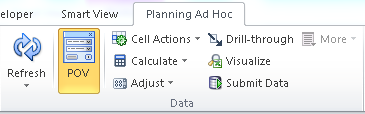 eloper Smart View Planning Ad Hoc
Cell Actions Drill-through More
Refresh POV Calculate Visualize
Adjust Submit Data
Data